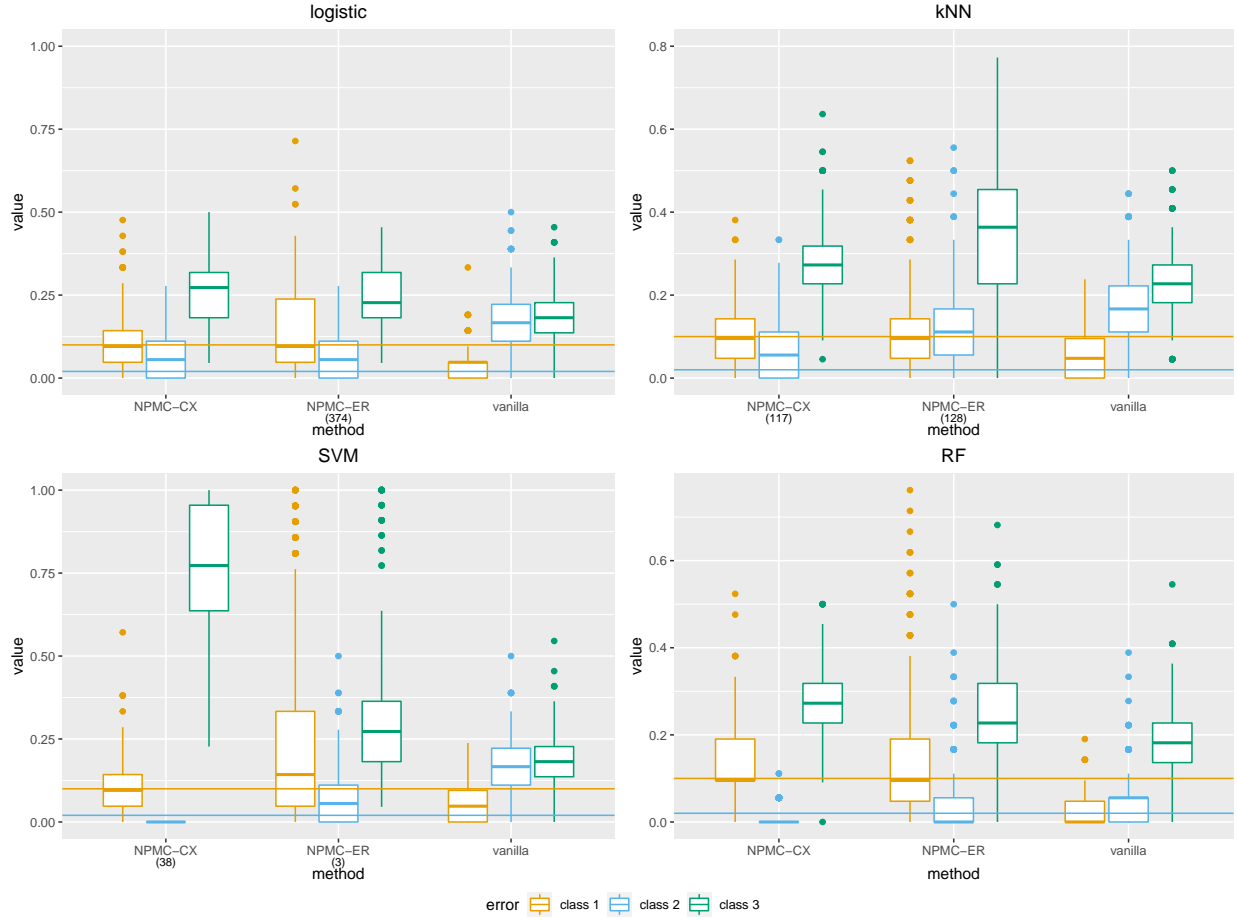 logistic
kNN
value
1.00
0.75
0.50
0.25
0.00
value
0.8
0.6
0.4
0.2
0.0
NPMC−CX
NPMC−ER
(374)
vanilla
method
NPMC−CX
(117)
NPMC−ER
(128)
vanilla
method
SVM
RF
value
1.00
0.75
0.50
0.25
0.00
value
0.6
0.4
0.2
0.0
NPMC−CX
(38)
NPMC−ER
(3)
vanilla
method
NPMC−CX
NPMC−ER
vanilla
method
error class 1 class 2 class 3